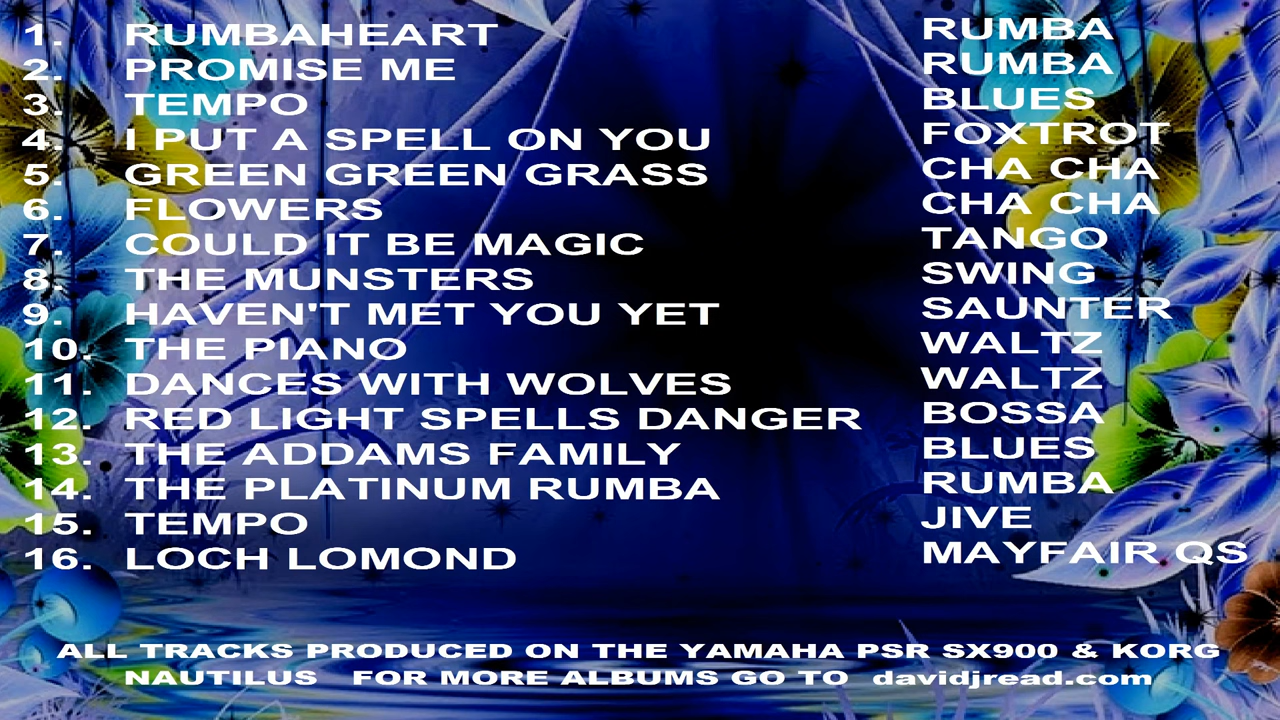 1. RUMBAHEART RUMBA
2. PROMISE ME RUMBA
3. TEMPO BLUES
4. I PUT A SPELL ON YOU FOXTROT
5. GREEN GREEN GRASS CHA CHA
6. FLOWERS CHA CHA
7. COULD IT BE MAGIC TANGO
8. THE MUNSTERS SWING
9. HAVEN'T MET YOU YET SAUNTER
10. THE PIANO WALTZ
11. DANCES WITH WOLVES WALTZ
12. RED LIGHT SPELLS DANGER BOSSA
13. THE ADDAMS FAMILY BLUES
14. THE PLATINUM RUMBA RUMBA
15. TEMPO JIVE
16. LOCH LOMOND MAYFAIR QS
ALL TRACKS PRODUCED ON THE YAMAHA PSR SX900 & KORG
NAUTILUS FOR MORE ALBUMS GO TO davidjread.com